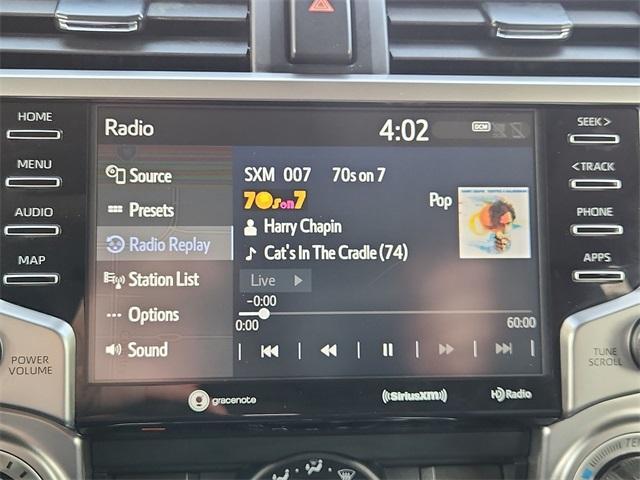 HOME
MENU
AUDIO
MAP
POWER
VOLUME
Radio
4:02
DCM
Source
Presets
Radio Replay
Station List
Options
Sound
SXM 007 70s on 7
70s on 7
Pop
Harry Chapin
Cat's In The Cradle (74)
Live
-0:00
0:00
60:00
SEEK >
< TRACK
PHONE
APPS
TUNE
SCROLL
gracenote
((SiriusXM))
HD Radio